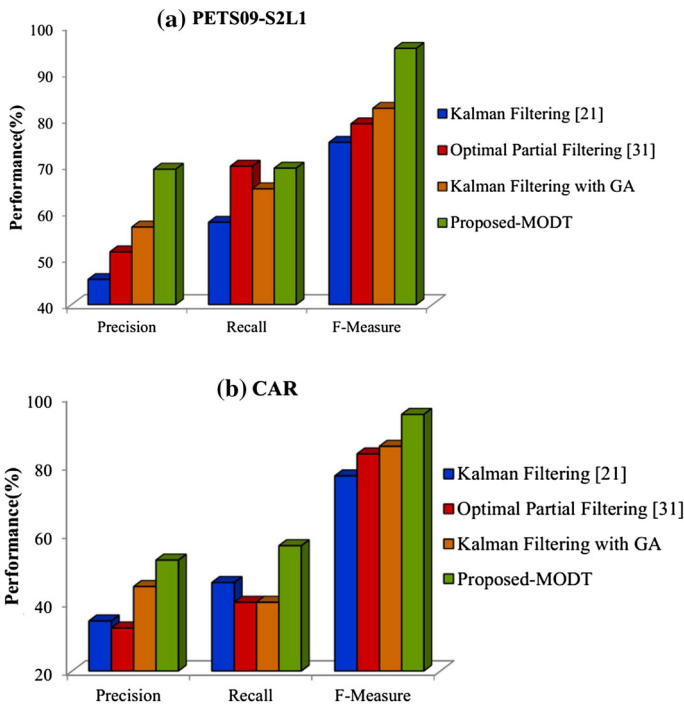 (a) PETS09-S2L1
Performance(%)
100
90
80
70
60
50
40
Precision
Recall
F-Measure
Kalman Filtering [21]
Optimal Partial Filtering [31]
Kalman Filtering with GA
Proposed-MODT
(b) CAR
Performance(%)
100
80
60
40
20
Precision
Recall
F-Measure
Kalman Filtering [21]
Optimal Partial Filtering [31]
Kalman Filtering with GA
Proposed-MODT